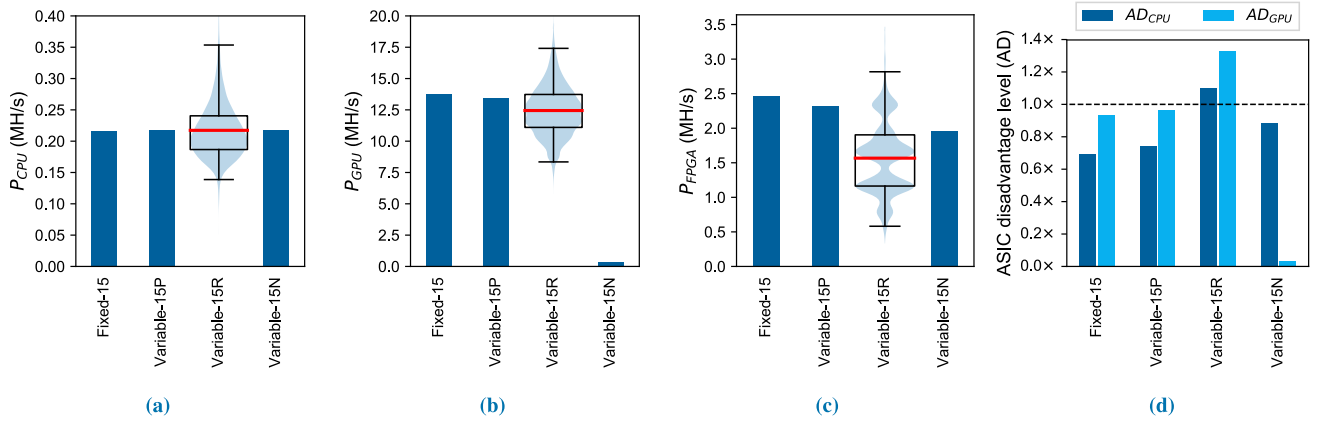 AD_CPU AD_GPU
P_CPU (MH/s)
0.40
0.35
0.30
0.25
0.20
0.15
0.10
0.05
0.00
Fixed-15
Variable-15P
Variable-15R
Variable-15N
(a)
P_GPU (MH/s)
20.0
17.5
15.0
12.5
10.0
7.5
5.0
2.5
0.0
Fixed-15
Variable-15P
Variable-15R
Variable-15N
(b)
P_FPGA (MH/s)
3.5
3.0
2.5
2.0
1.5
1.0
0.5
0.0
Fixed-15
Variable-15P
Variable-15R
Variable-15N
(c)
ASIC disadvantage level (AD)
1.4×
1.2×
1.0×
0.8×
0.6×
0.4×
0.2×
0.0×
Fixed-15
Variable-15P
Variable-15R
Variable-15N
(d)